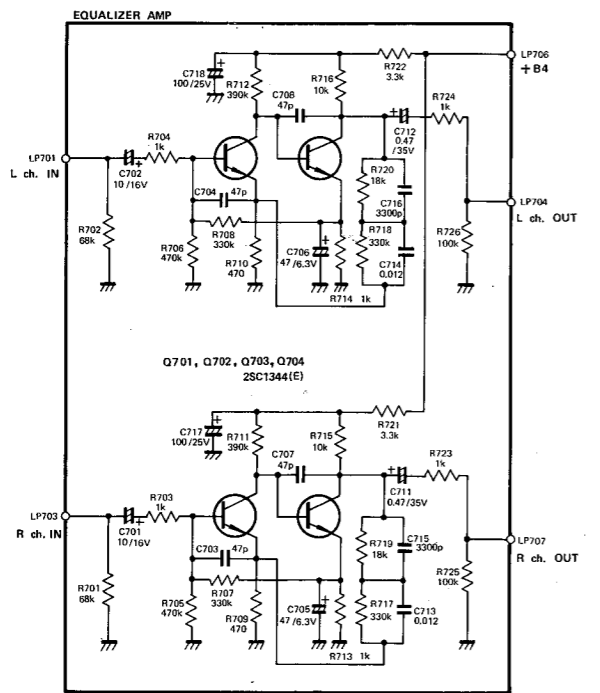 EQUALIZER AMP
C718
100/25V
R712
390k
C708
47p
R716
10k
R722
3.3k
LP706
+B4
R724
1k
C712
0.47
/35V
LP701
L ch. IN
R704
1k
C702
10/16V
C704
47p
R720
18k
C716
3300p
LP704
L ch. OUT
R702
68k
R706
470k
R708
330k
R710
470
C706
47/6.3V
R718
330k
C714
0.012
R726
100k
R714 1k
Q701, Q702, Q703, Q704
2SC1344(E)
C717
100/25V
R711
390k
C707
47p
R715
10k
R721
3.3k
R723
1k
C711
0.47/35V
LP703
R ch. IN
R703
1k
C701
10/16V
C703
47p
R719
18k
C715
3300p
LP707
R ch. OUT
R701
68k
R705
470k
R707
330k
R709
470
C705
47/6.3V
R717
330k
C713
0.012
R725
100k
R713 1k